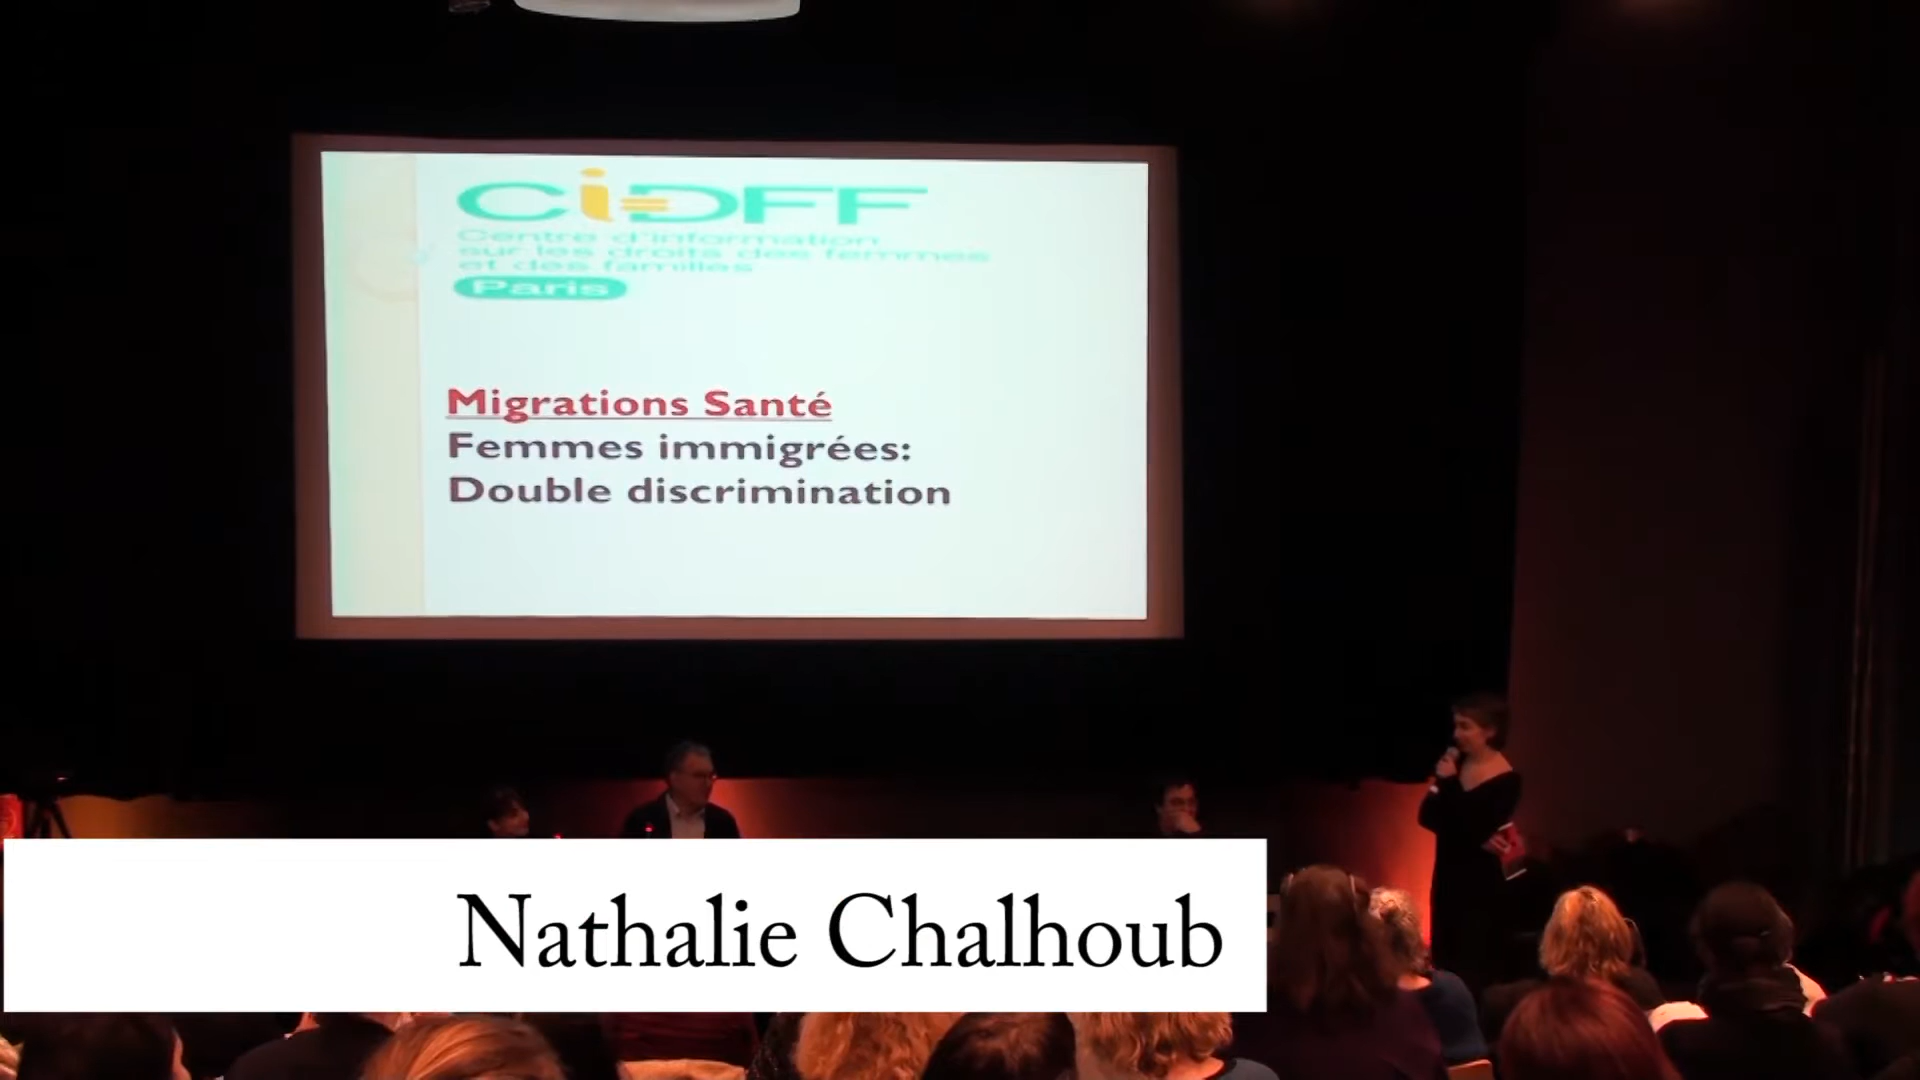 CiDFF
Centre d'information
sur les droits des femmes
et des familles
Paris
Migrations Santé
Femmes immigrées:
Double discrimination
Nathalie Chalhoub